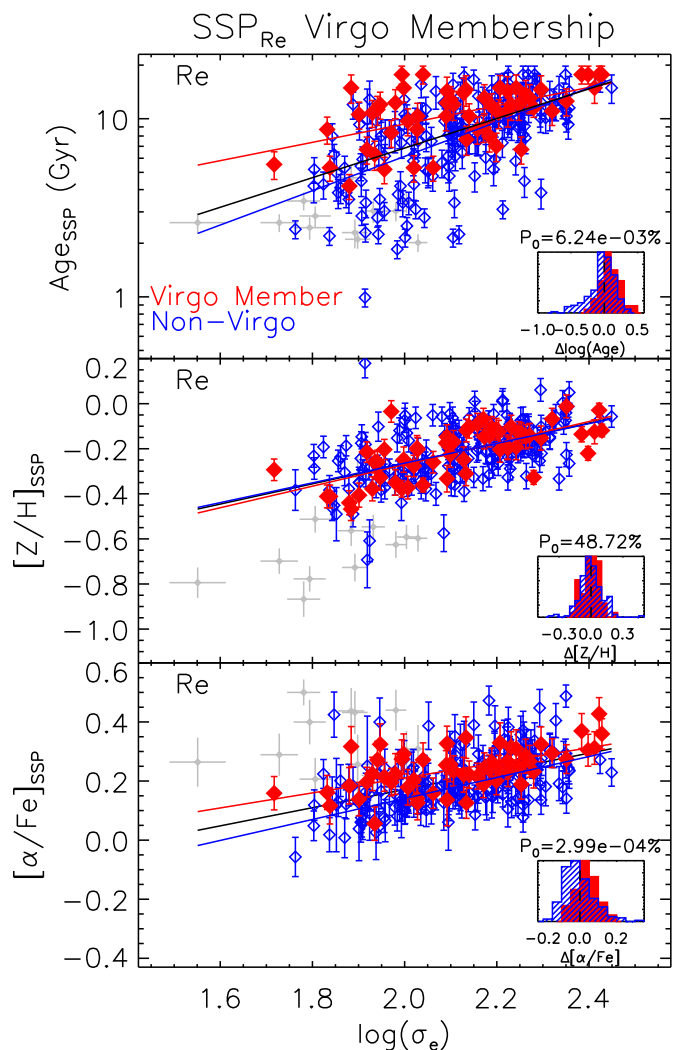 SSP_Re Virgo Membership
Re
Age_SSP (Gyr)
10
1
Virgo Member
Non-Virgo
P_0=6.24e-03%
-1.0 -0.5 0.0 0.5
Δlog(Age)
Re
[Z/H]_SSP
0.2
0.0
-0.2
-0.4
-0.6
-0.8
-1.0
P_0=48.72%
-0.3 0.0 0.3
Δ[Z/H]
Re
[α/Fe]_SSP
0.6
0.4
0.2
0.0
-0.2
-0.4
P_0=2.99e-04%
-0.2 0.0 0.2
Δ[α/Fe]
1.6 1.8 2.0 2.2 2.4
log(σ_e)